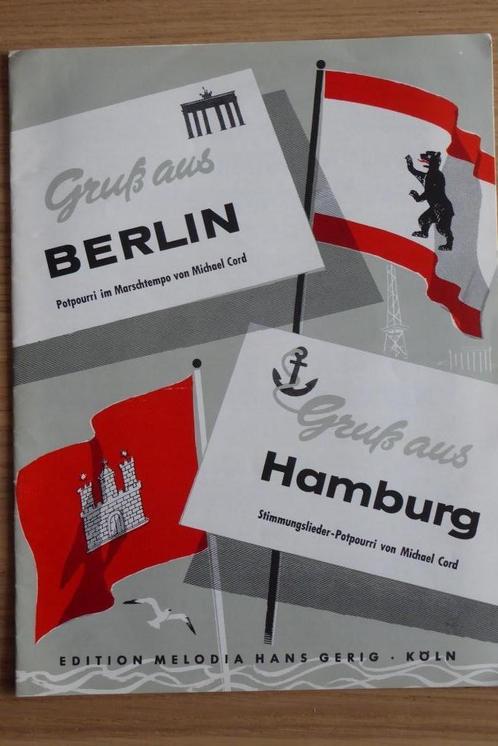 Gruß aus
BERLIN
Potpourri im Marschtempo von Michael Cord
Gruß aus
Hamburg
Stimmungslieder-Potpourri von Michael Cord
EDITION MELODIA HANS GERIG · KÖLN